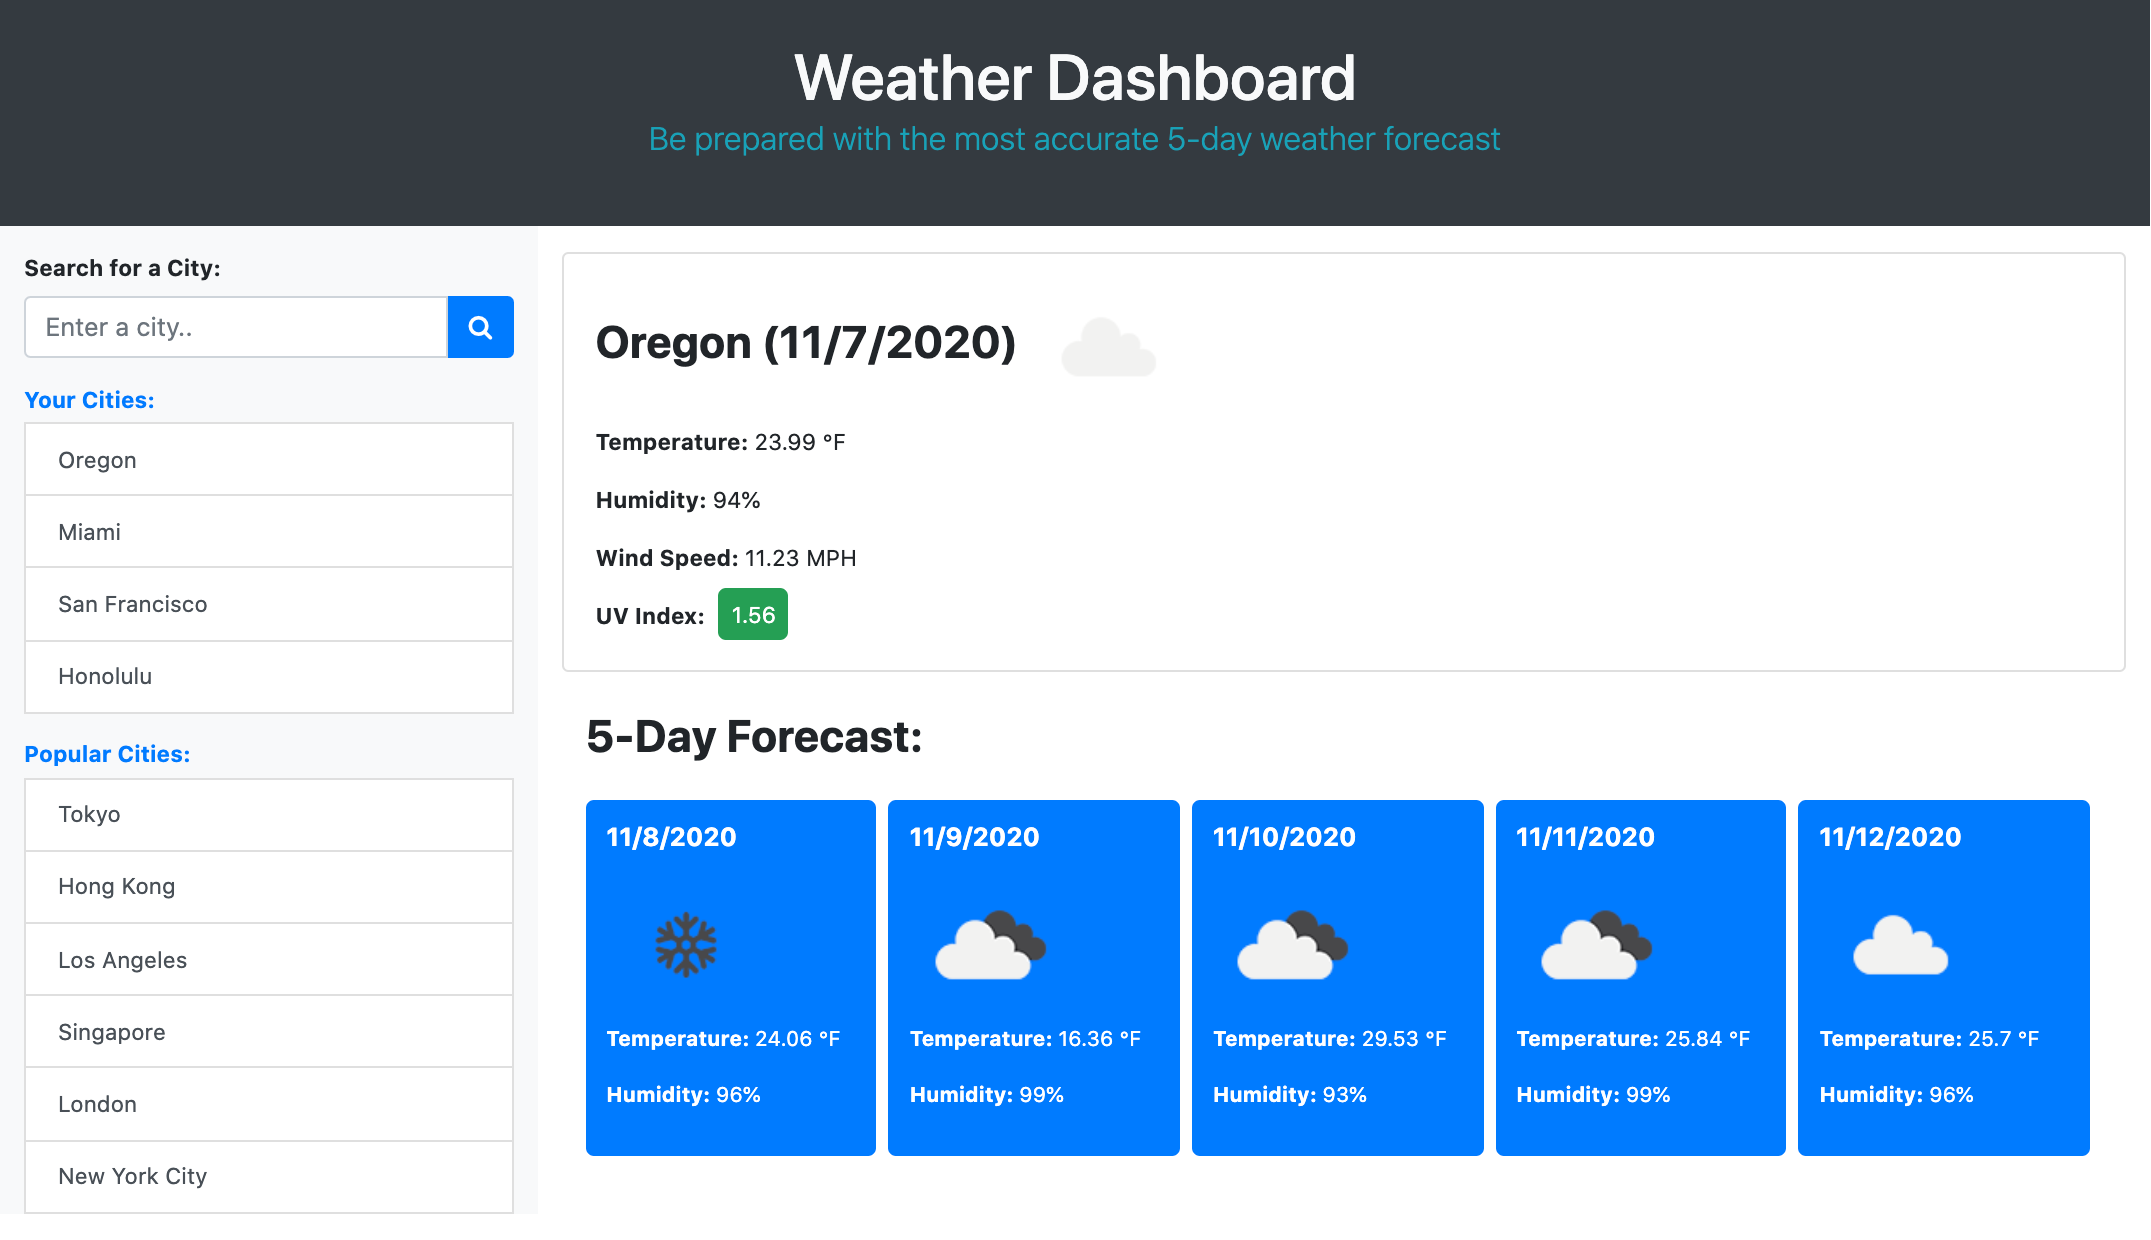 Weather Dashboard
Be prepared with the most accurate 5-day weather forecast
Search for a City:
Enter a city..
Your Cities:
Oregon
Miami
San Francisco
Honolulu
Popular Cities:
Tokyo
Hong Kong
Los Angeles
Singapore
London
New York City
Oregon (11/7/2020)
Temperature: 23.99 °F
Humidity: 94%
Wind Speed: 11.23 MPH
UV Index: 1.56
5-Day Forecast:
11/8/2020
Temperature: 24.06 °F
Humidity: 96%
11/9/2020
Temperature: 16.36 °F
Humidity: 99%
11/10/2020
Temperature: 29.53 °F
Humidity: 93%
11/11/2020
Temperature: 25.84 °F
Humidity: 99%
11/12/2020
Temperature: 25.7 °F
Humidity: 96%